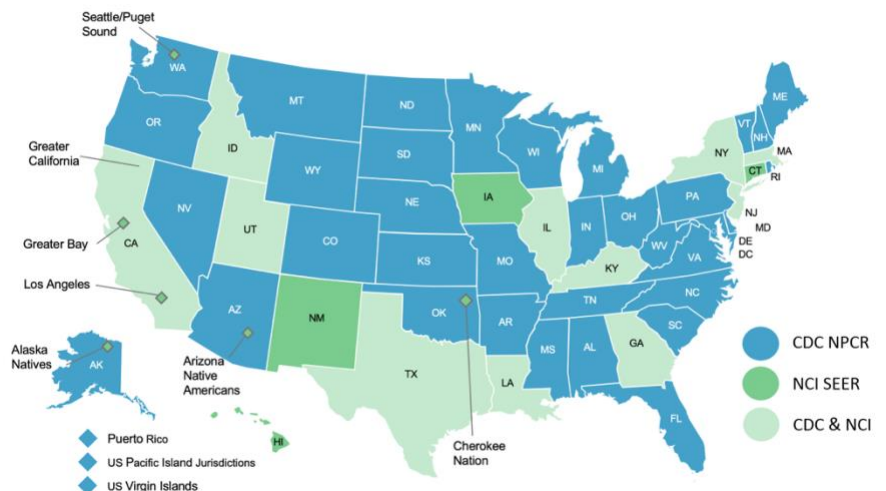 Seattle/Puget
Sound
WA
MT
ND
MN
ME
VT
NH
OR
ID
SD
WI
MI
NY
MA
CT
RI
Greater
California
WY
NV
NE
IA
PA
NJ
MD
DE
DC
Greater Bay
CA
UT
CO
IL
IN
OH
WV
VA
KS
MO
KY
Los Angeles
AZ
NM
OK
AR
TN
NC
SC
Alaska
Natives
AK
Arizona
Native
Americans
TX
LA
MS
AL
GA
FL
HI
Cherokee
Nation
Puerto Rico
US Pacific Island Jurisdictions
US Virgin Islands
CDC NPCR
NCI SEER
CDC & NCI